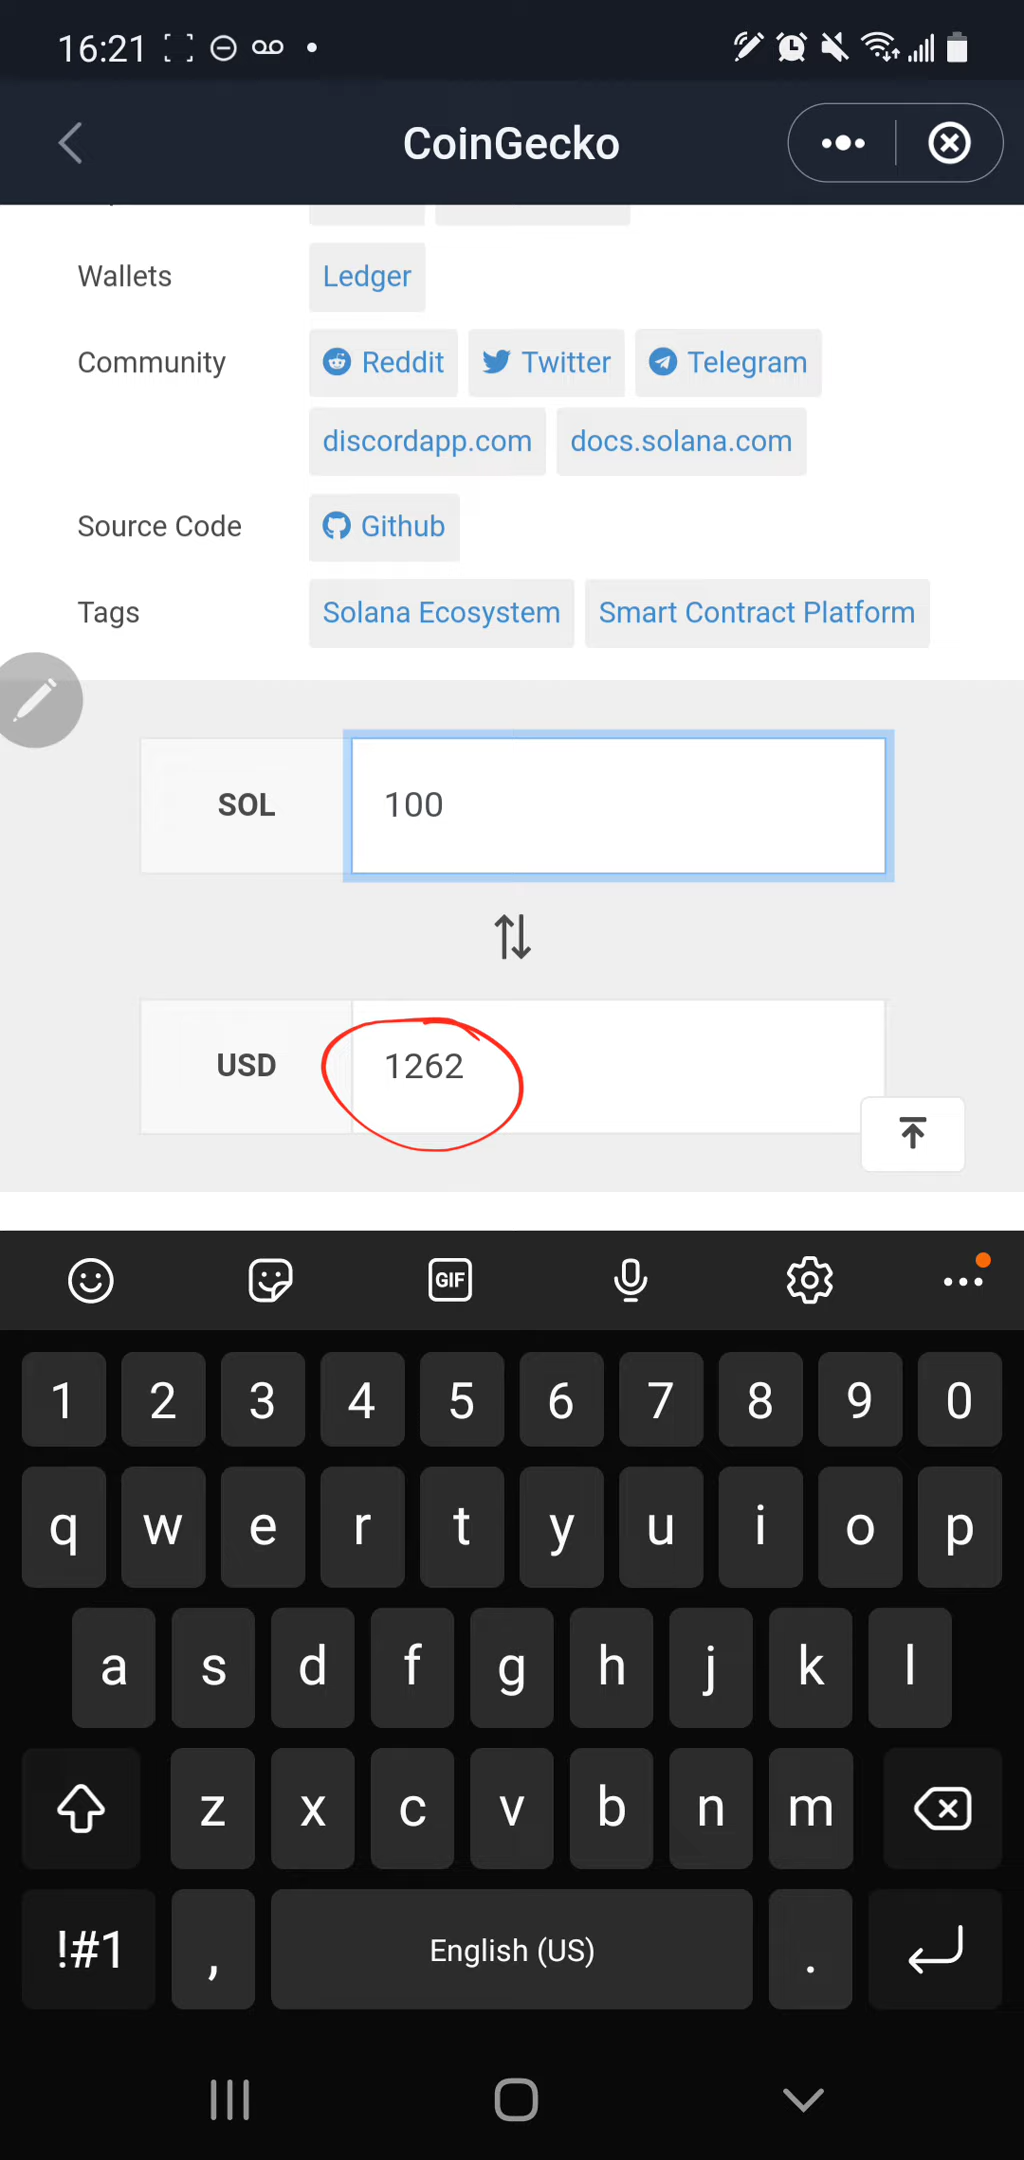 16:21
CoinGecko
Wallets Ledger
Community Reddit Twitter Telegram
discordapp.com docs.solana.com
Source Code Github
Tags Solana Ecosystem Smart Contract Platform
SOL 100
USD 1262
GIF
1 2 3 4 5 6 7 8 9 0
q w e r t y u i o p
a s d f g h j k l
z x c v b n m
!#1 , English (US) .